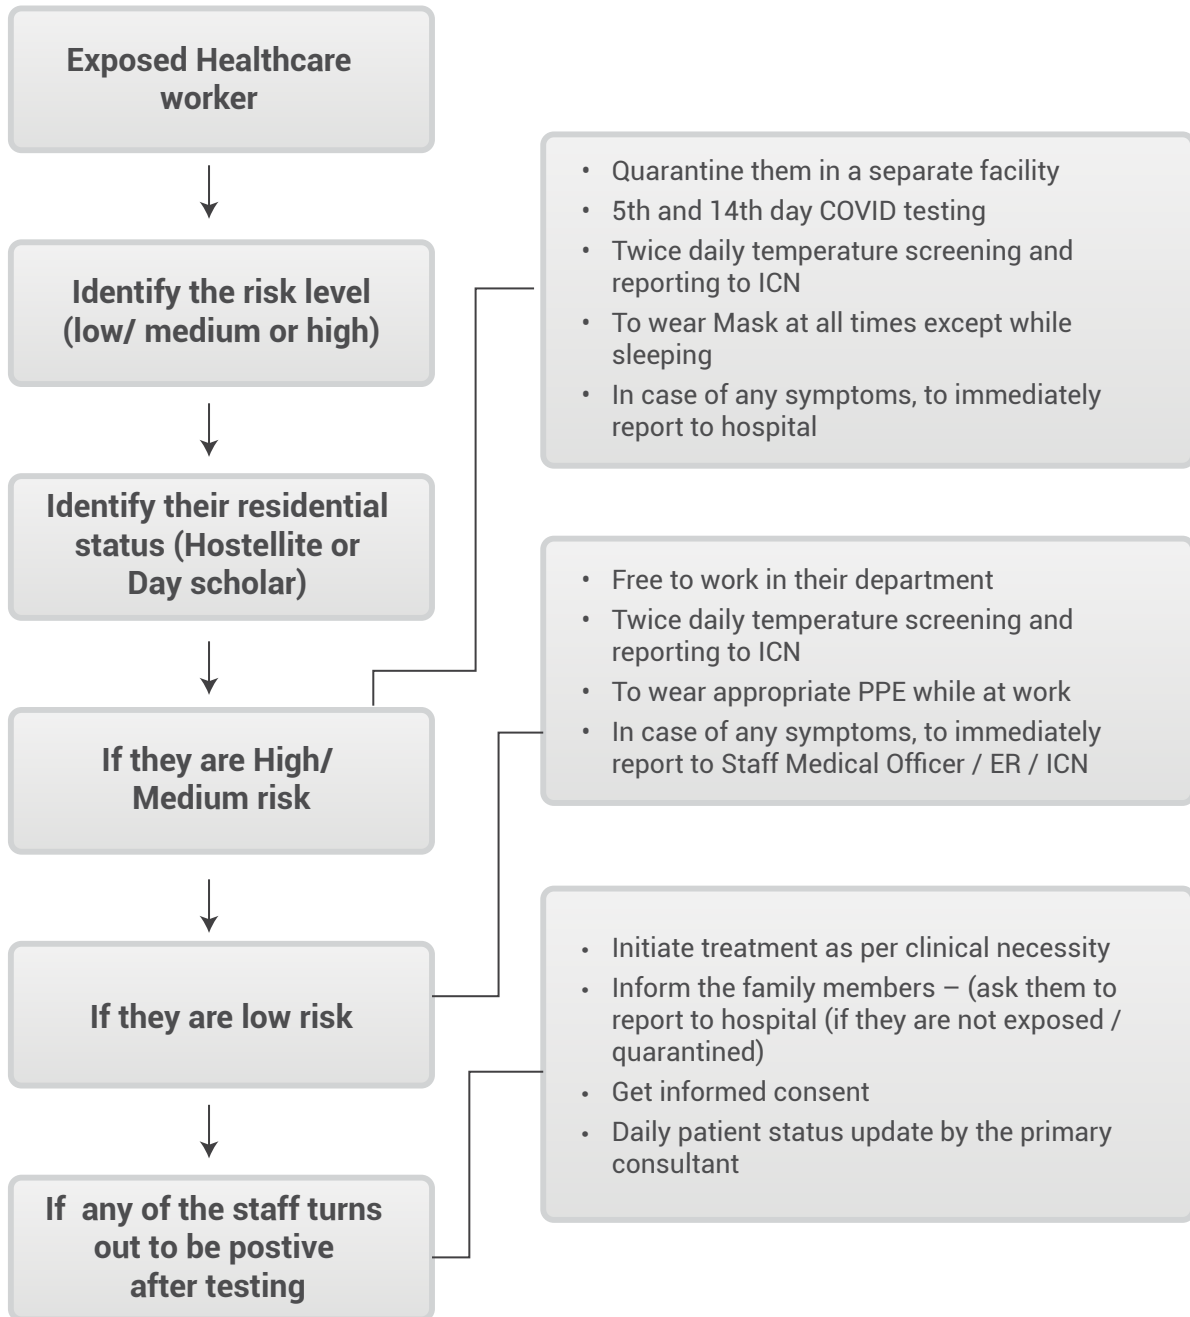 Exposed Healthcare
worker
Identify the risk level
(low/ medium or high)
Identify their residential
status (Hostellite or
Day scholar)
If they are High/
Medium risk
If they are low risk
If any of the staff turns
out to be postive
after testing
• Quarantine them in a separate facility
• 5th and 14th day COVID testing
• Twice daily temperature screening and
reporting to ICN
• To wear Mask at all times except while
sleeping
• In case of any symptoms, to immediately
report to hospital
• Free to work in their department
• Twice daily temperature screening and
reporting to ICN
• To wear appropriate PPE while at work
• In case of any symptoms, to immediately
report to Staff Medical Officer / ER / ICN
• Initiate treatment as per clinical necessity
• Inform the family members – (ask them to
report to hospital (if they are not exposed /
quarantined)
• Get informed consent
• Daily patient status update by the primary
consultant